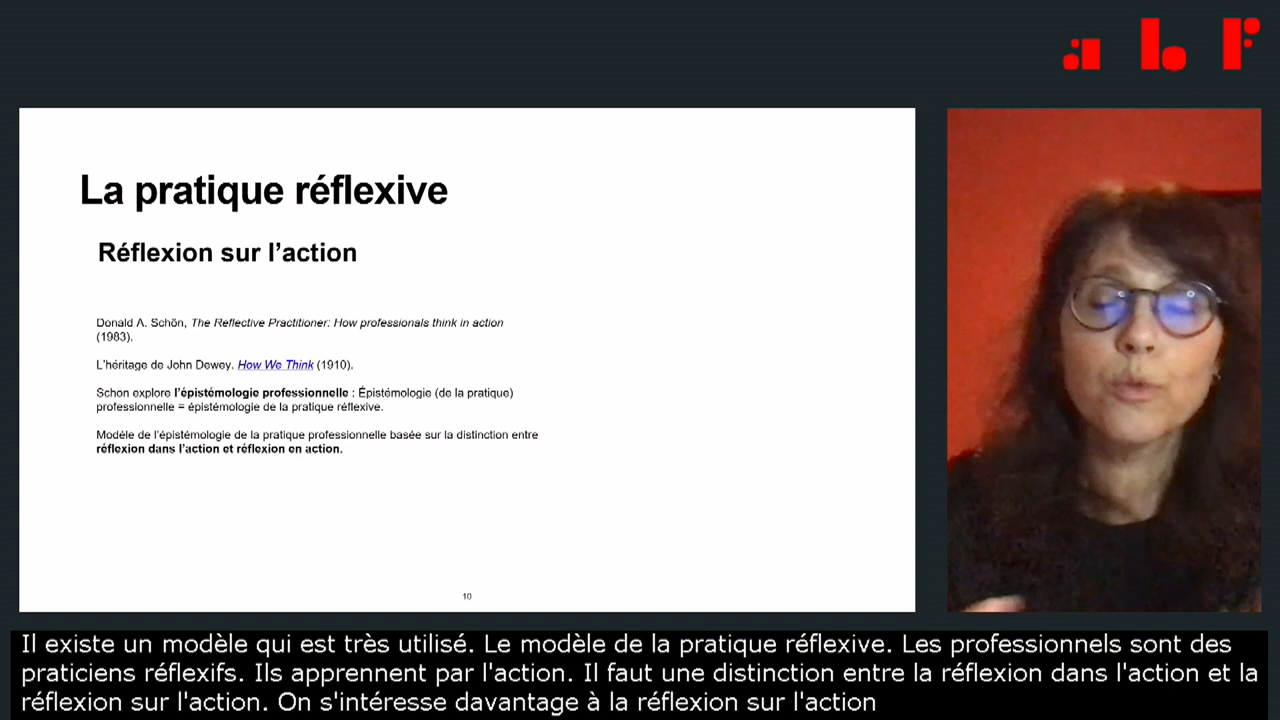 abf
La pratique réflexive
Réflexion sur l’action
Donald A. Schön, The Reflective Practitioner: How professionals think in action
(1983).
L'héritage de John Dewey. How We Think (1910).
Schon explore l’épistémologie professionnelle : Épistémologie (de la pratique)
professionnelle = épistémologie de la pratique réflexive.
Modèle de l’épistémologie de la pratique professionnelle basée sur la distinction entre
réflexion dans l’action et réflexion en action.
10
Il existe un modèle qui est très utilisé. Le modèle de la pratique réflexive. Les professionnels sont des
praticiens réflexifs. Ils apprennent par l'action. Il faut une distinction entre la réflexion dans l'action et la
réflexion sur l'action. On s'intéresse davantage à la réflexion sur l'action